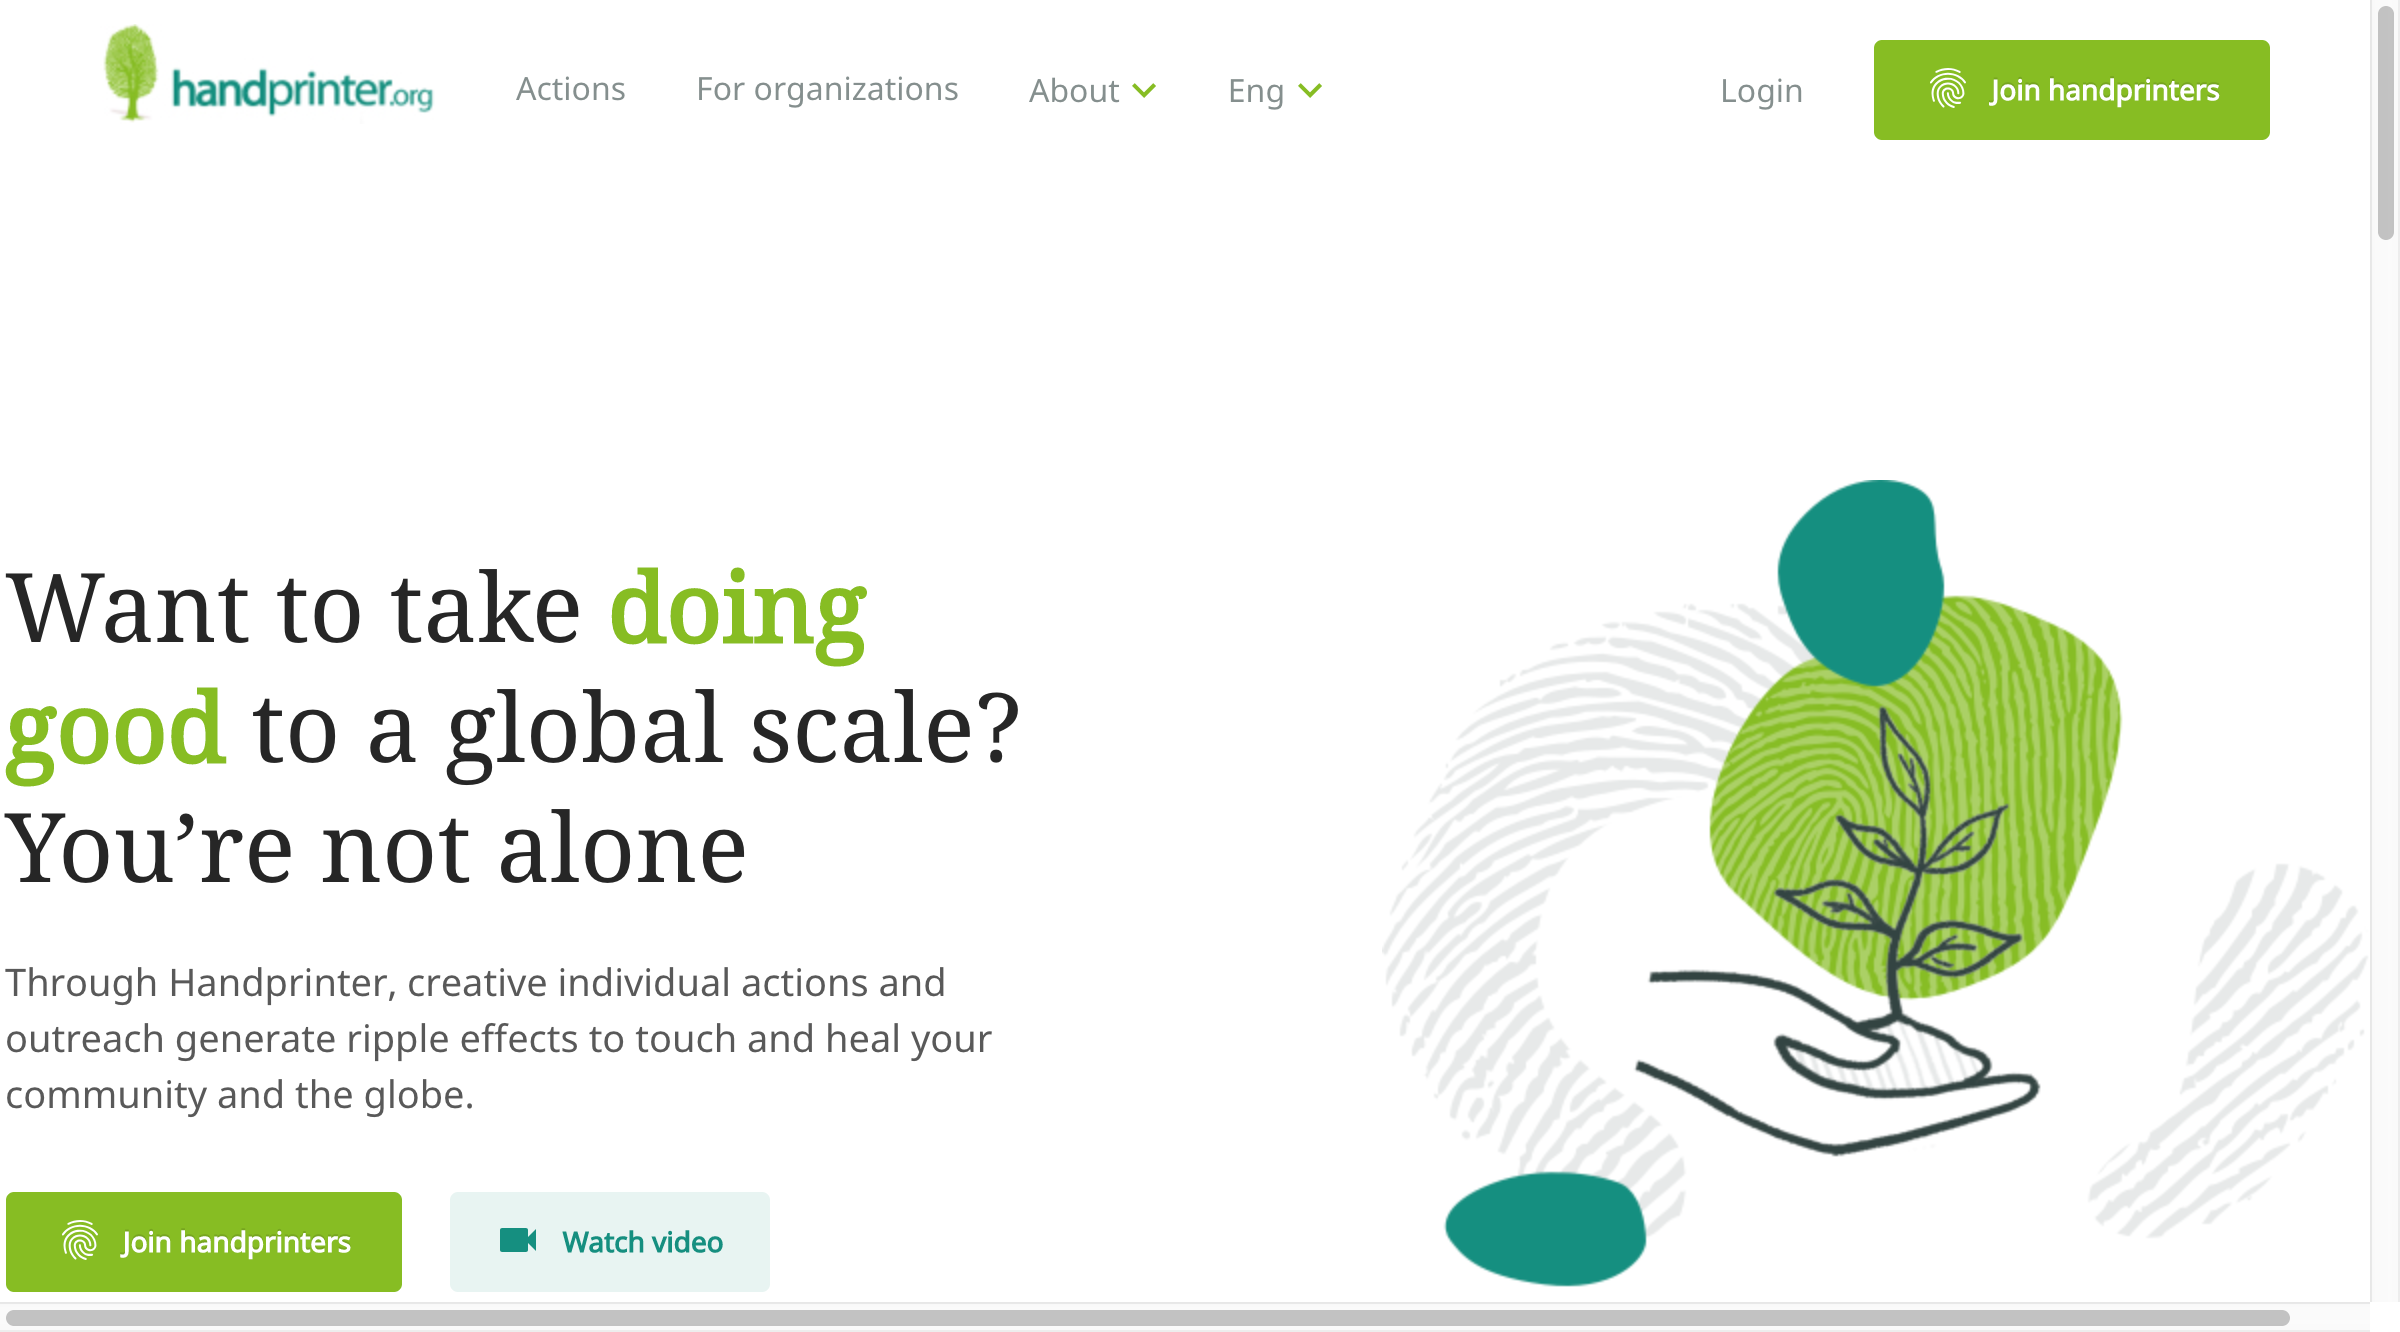 handprinter.org
Actions
For organizations
About
Eng
Login
Join handprinters
Want to take doing
good to a global scale?
You’re not alone
Through Handprinter, creative individual actions and
outreach generate ripple effects to touch and heal your
community and the globe.
Join handprinters
Watch video